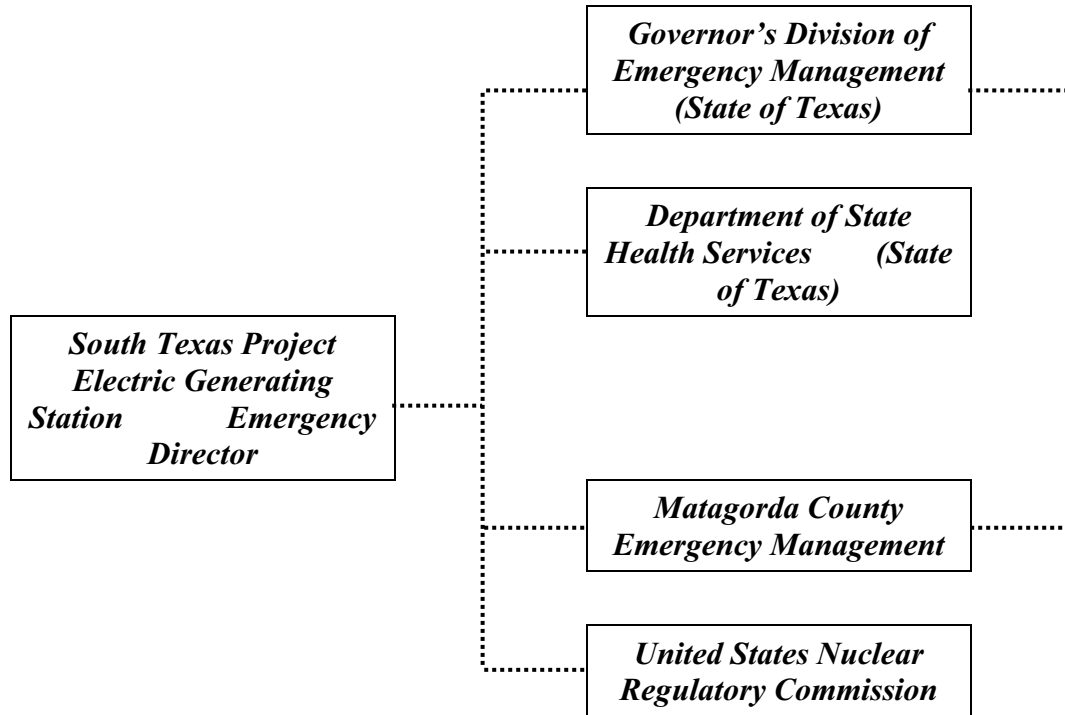 Governor’s Division of
Emergency Management
(State of Texas)
Department of State
Health Services (State
of Texas)
South Texas Project
Electric Generating
Station Emergency
Director
Matagorda County
Emergency Management
United States Nuclear
Regulatory Commission